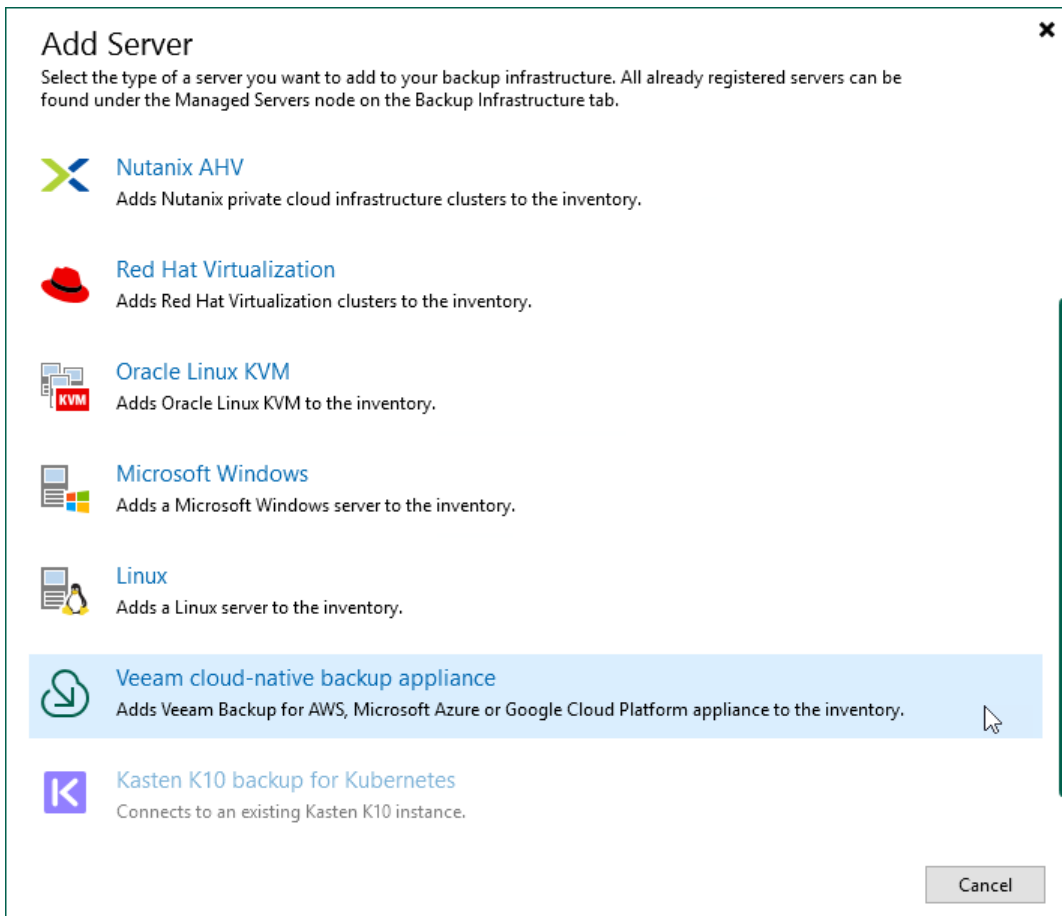 Add Server
Select the type of a server you want to add to your backup infrastructure. All already registered servers can be
found under the Managed Servers node on the Backup Infrastructure tab.
Nutanix AHV
Adds Nutanix private cloud infrastructure clusters to the inventory.
Red Hat Virtualization
Adds Red Hat Virtualization clusters to the inventory.
Oracle Linux KVM
KVM
Adds Oracle Linux KVM to the inventory.
Microsoft Windows
Adds a Microsoft Windows server to the inventory.
Linux
Adds a Linux server to the inventory.
Veeam cloud-native backup appliance
Adds Veeam Backup for AWS, Microsoft Azure or Google Cloud Platform appliance to the inventory.
Kasten K10 backup for Kubernetes
Connects to an existing Kasten K10 instance.
Cancel